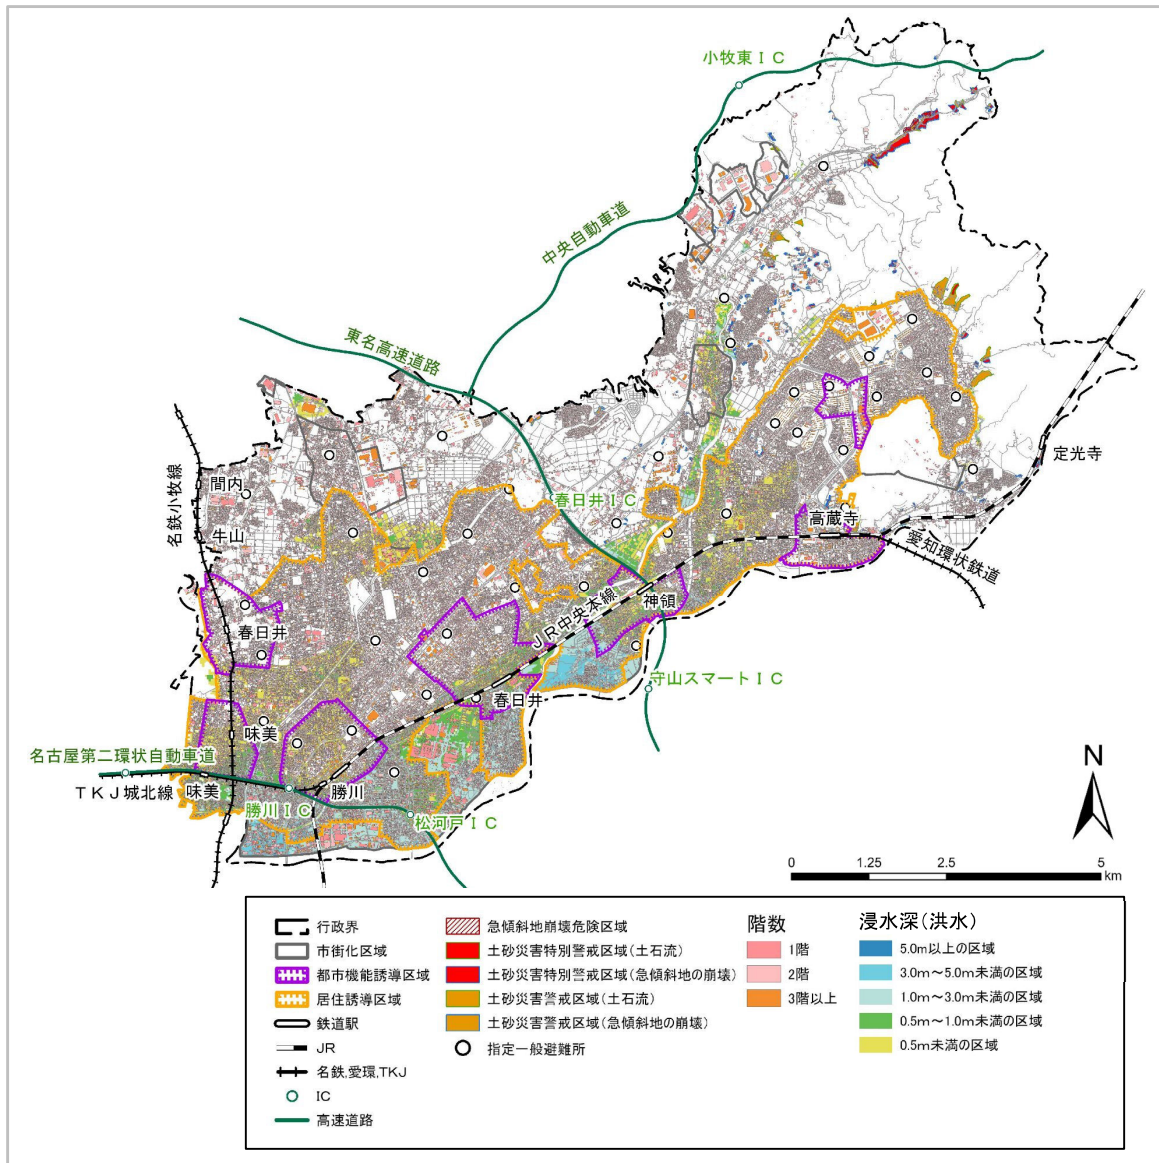 小牧東ＩＣ
中央自動車道
東名高速道路
名鉄小牧線
間内
牛山
春日井ＩＣ
定光寺
高蔵寺
愛知環状鉄道
ＪＲ中央本線
神領
春日井
守山スマートＩＣ
春日井
味美
名古屋第二環状自動車道
ＴＫＪ城北線
味美
勝川ＩＣ
勝川
松河戸ＩＣ
N
0 1.25 2.5 5
km
行政界
市街化区域
都市機能誘導区域
居住誘導区域
鉄道駅
JR
名鉄,愛環,TKJ
IC
高速道路
急傾斜地崩壊危険区域
土砂災害特別警戒区域(土石流)
土砂災害特別警戒区域(急傾斜地の崩壊)
土砂災害警戒区域(土石流)
土砂災害警戒区域(急傾斜地の崩壊)
指定一般避難所
階数
1階
2階
3階以上
浸水深(洪水)
5.0m以上の区域
3.0m～5.0m未満の区域
1.0m～3.0m未満の区域
0.5m～1.0m未満の区域
0.5m未満の区域